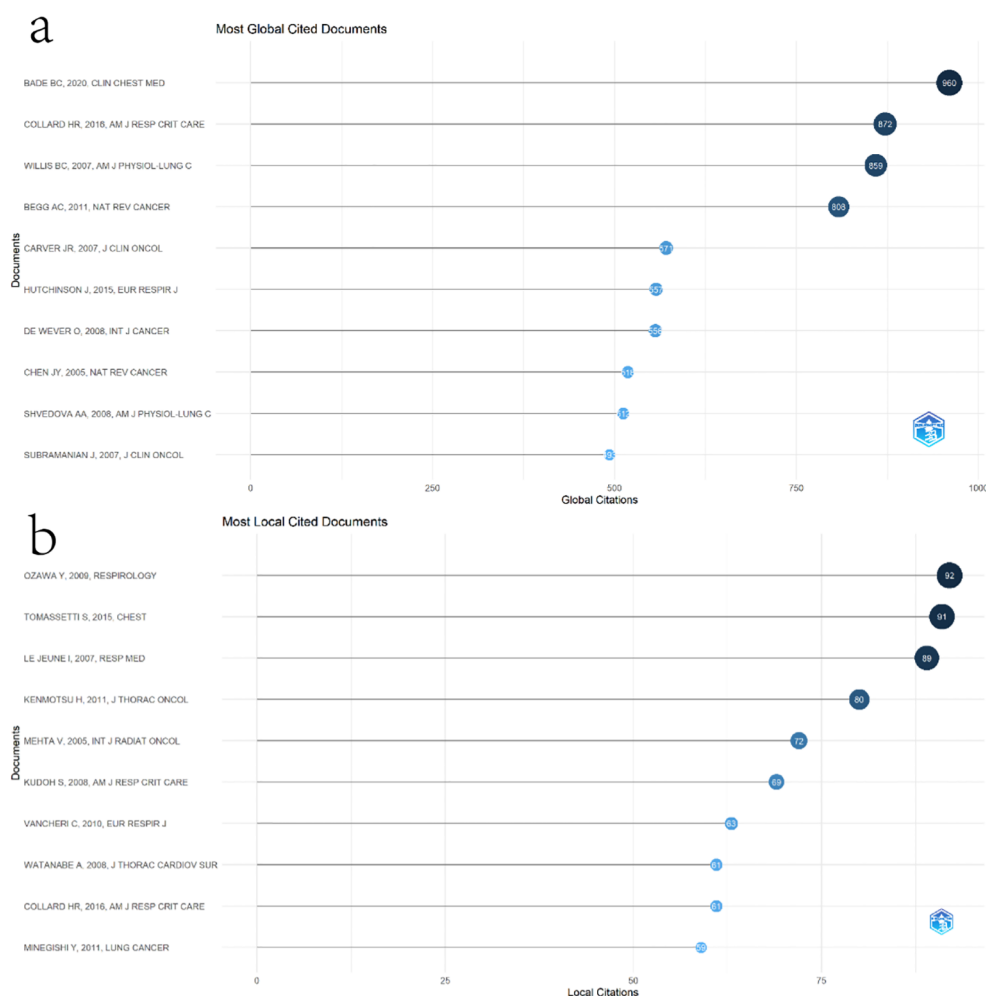 a
Most Global Cited Documents
Documents
BADE BC, 2020, CLIN CHEST MED
960
COLLARD HR, 2016, AM J RESP CRIT CARE
872
WILLIS BC, 2007, AM J PHYSIOL-LUNG C
859
BEGG AC, 2011, NAT REV CANCER
808
CARVER JR, 2007, J CLIN ONCOL
571
HUTCHINSON J, 2015, EUR RESPIR J
557
DE WEVER O, 2008, INT J CANCER
CHEN JY, 2005, NAT REV CANCER
SHVEDOVA AA, 2008, AM J PHYSIOL-LUNG C
SUBRAMANIAN J, 2007, J CLIN ONCOL
0 250 500 750 1000
Global Citations
b
Most Local Cited Documents
Documents
OZAWA Y, 2009, RESPIROLOGY
92
TOMASSETTI S, 2015, CHEST
91
LE JEUNE I, 2007, RESP MED
89
KENMOTSU H, 2011, J THORAC ONCOL
80
MEHTA V, 2005, INT J RADIAT ONCOL
72
KUDOH S, 2008, AM J RESP CRIT CARE
69
VANCHERI C, 2010, EUR RESPIR J
63
WATANABE A, 2008, J THORAC CARDIOV SUR
61
COLLARD HR, 2016, AM J RESP CRIT CARE
61
MINEGISHI Y, 2011, LUNG CANCER
59
0 25 50 75
Local Citations